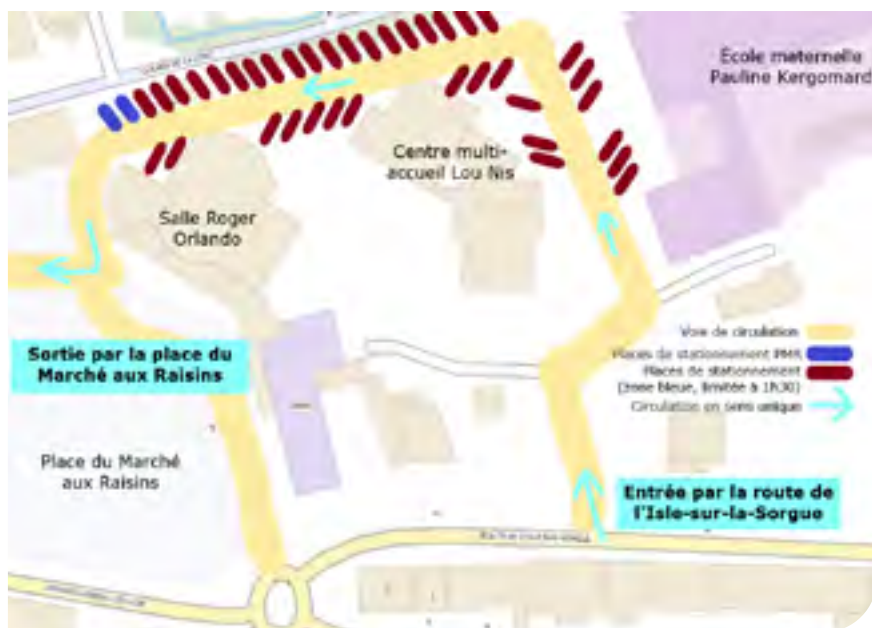 École maternelle
Pauline Kergomard
Centre multi-
accueil Lou Nis
Salle Roger
Orlando
Voie de circulation
Places de stationnement PMR
Places de stationnement
(zone bleue, limitée à 1h30)
Circulation en sens unique
Sortie par la place du
Marché aux Raisins
Place du Marché
aux Raisins
Entrée par la route de
l'Isle-sur-la-Sorgue